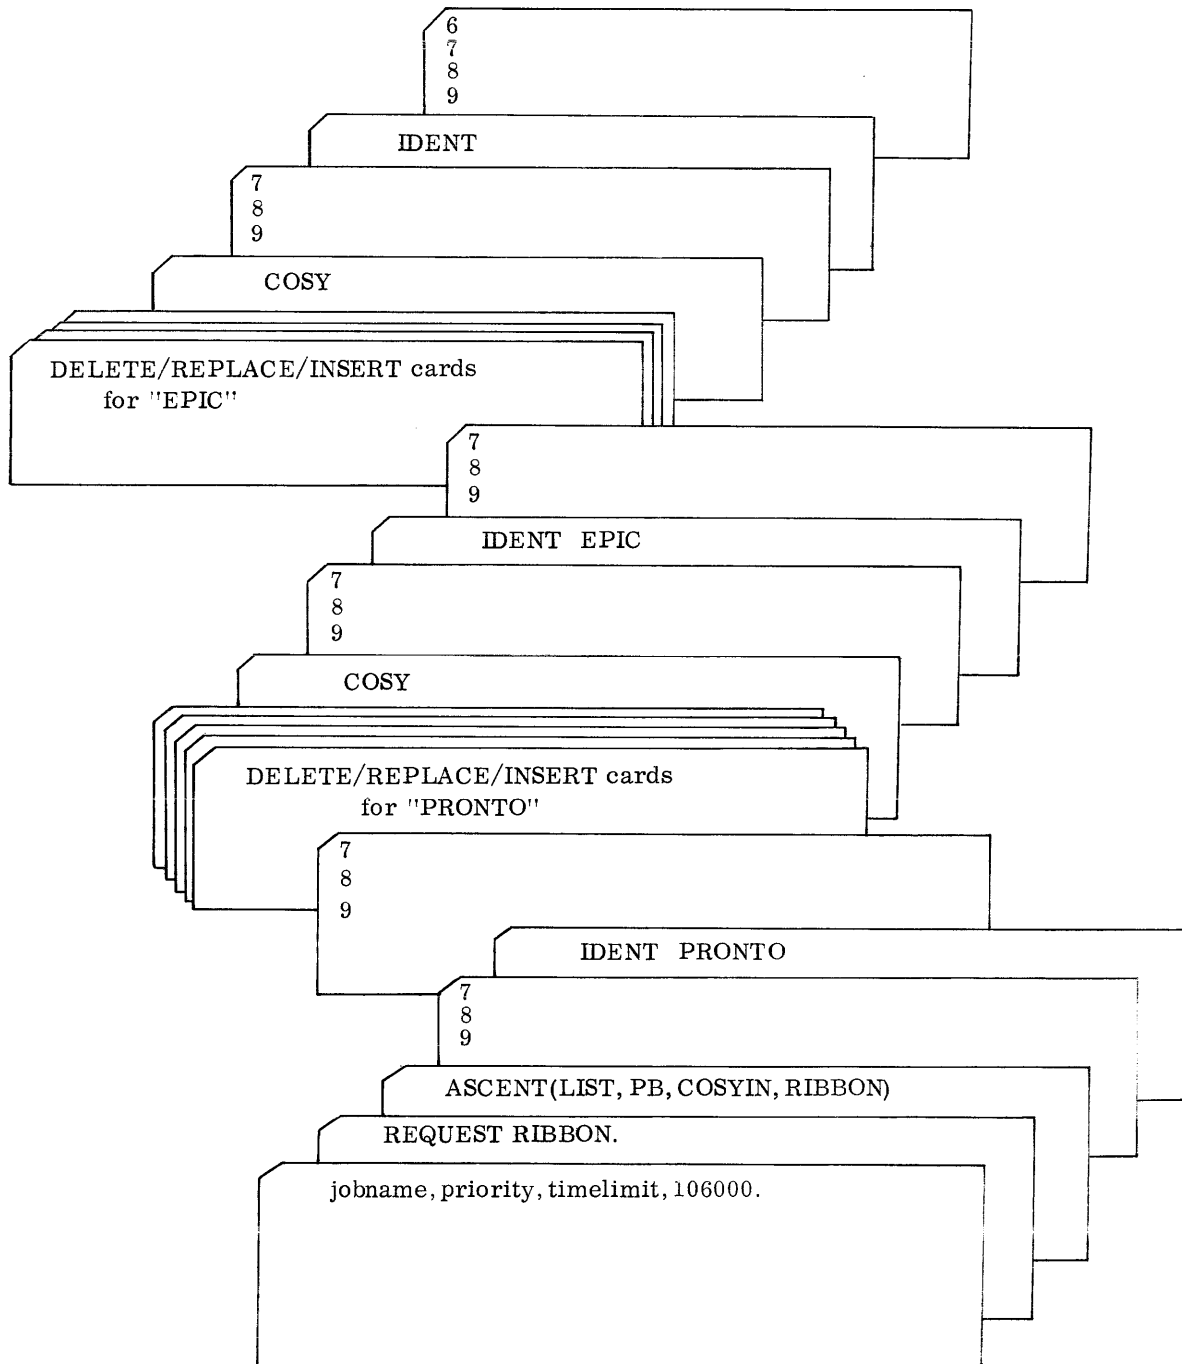 6
7
8
9
IDENT
7
8
9
COSY
DELETE/REPLACE/INSERT cards
for "EPIC"
7
8
9
IDENT EPIC
7
8
9
COSY
DELETE/REPLACE/INSERT cards
for "PRONTO"
7
8
9
IDENT PRONTO
7
8
9
ASCENT(LIST, PB, COSYIN, RIBBON)
REQUEST RIBBON.
jobname, priority, timelimit, 106000.